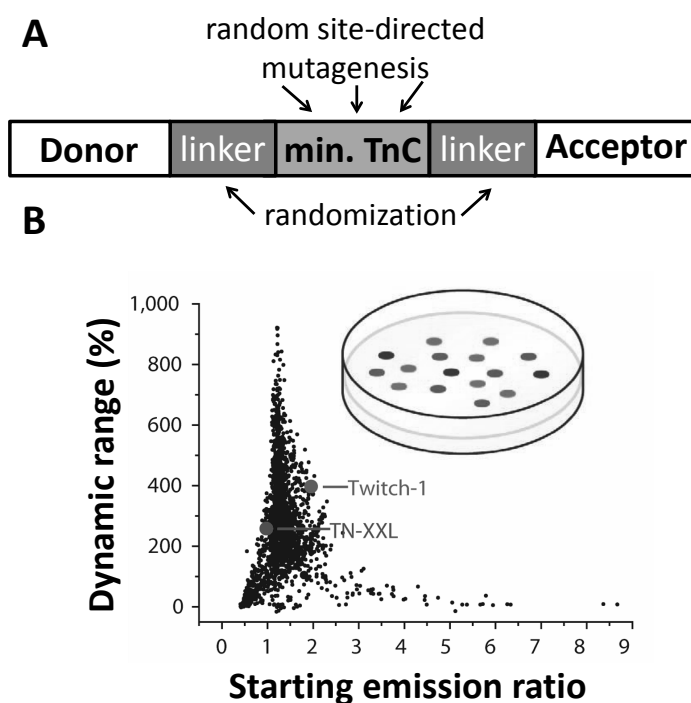 A
random site-directed
mutagenesis
Donor linker min. TnC linker Acceptor
randomization
B
Dynamic range (%)
1,000
800
600
400
200
0
Twitch-1
TN-XXL
0 1 2 3 4 5 6 7 8 9
Starting emission ratio